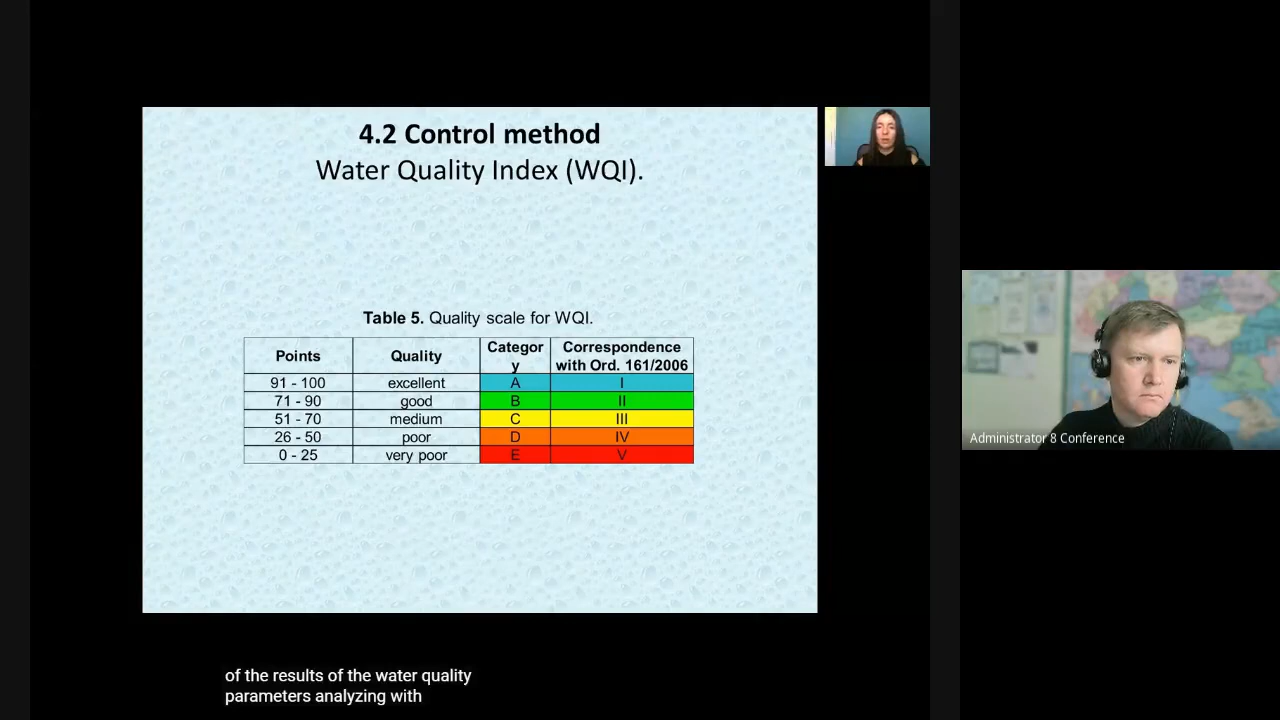 4.2 Control method
Water Quality Index (WQI).
Table 5. Quality scale for WQI.
Points Quality Categor y Correspondence with Ord. 161/2006
91 - 100 excellent A I
71 - 90 good B II
51 - 70 medium C III
26 - 50 poor D IV
0 - 25 very poor E V
Administrator 8 Conference
of the results of the water quality
parameters analyzing with